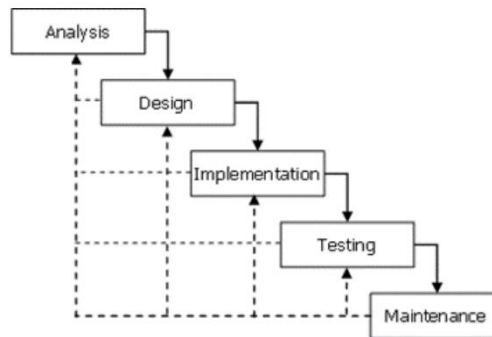 Analysis
Design
Implementation
Testing
Maintenance